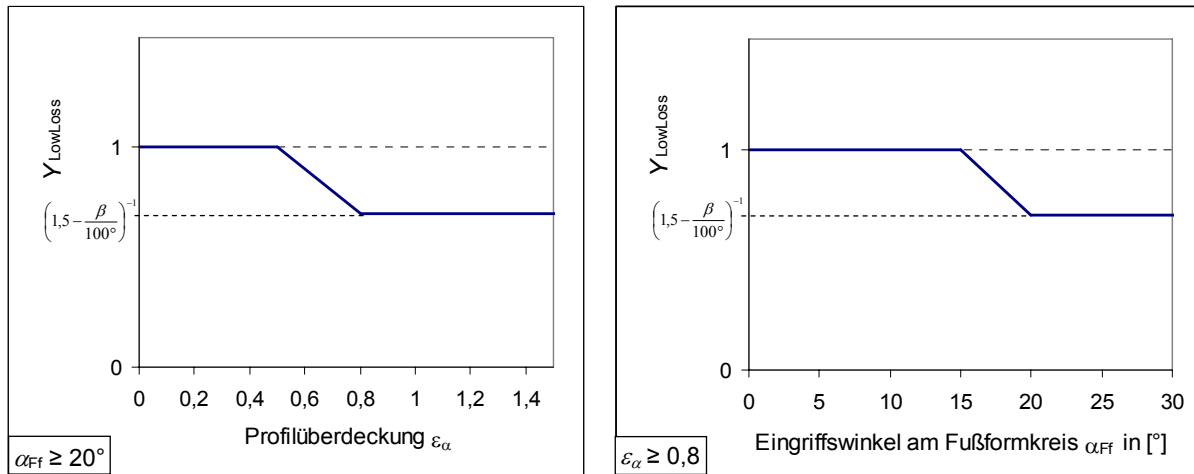 Y LowLoss
1
(1,5 - β/100°)⁻¹
0
0 0,2 0,4 0,6 0,8 1 1,2 1,4
Profilüberdeckung εα
αFf ≥ 20°
Y LowLoss
1
(1,5 - β/100°)⁻¹
0
0 5 10 15 20 25 30
Eingriffswinkel am Fußformkreis αFf in [°]
εα ≥ 0,8